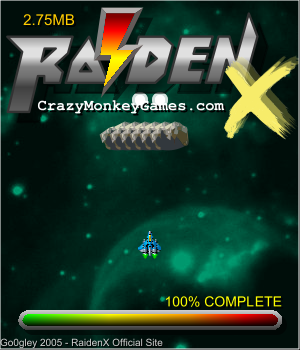 2.75MB
RAIDEN X
CrazyMonkeyGames.com
100% COMPLETE
Go0gley 2005 - RaidenX Official Site